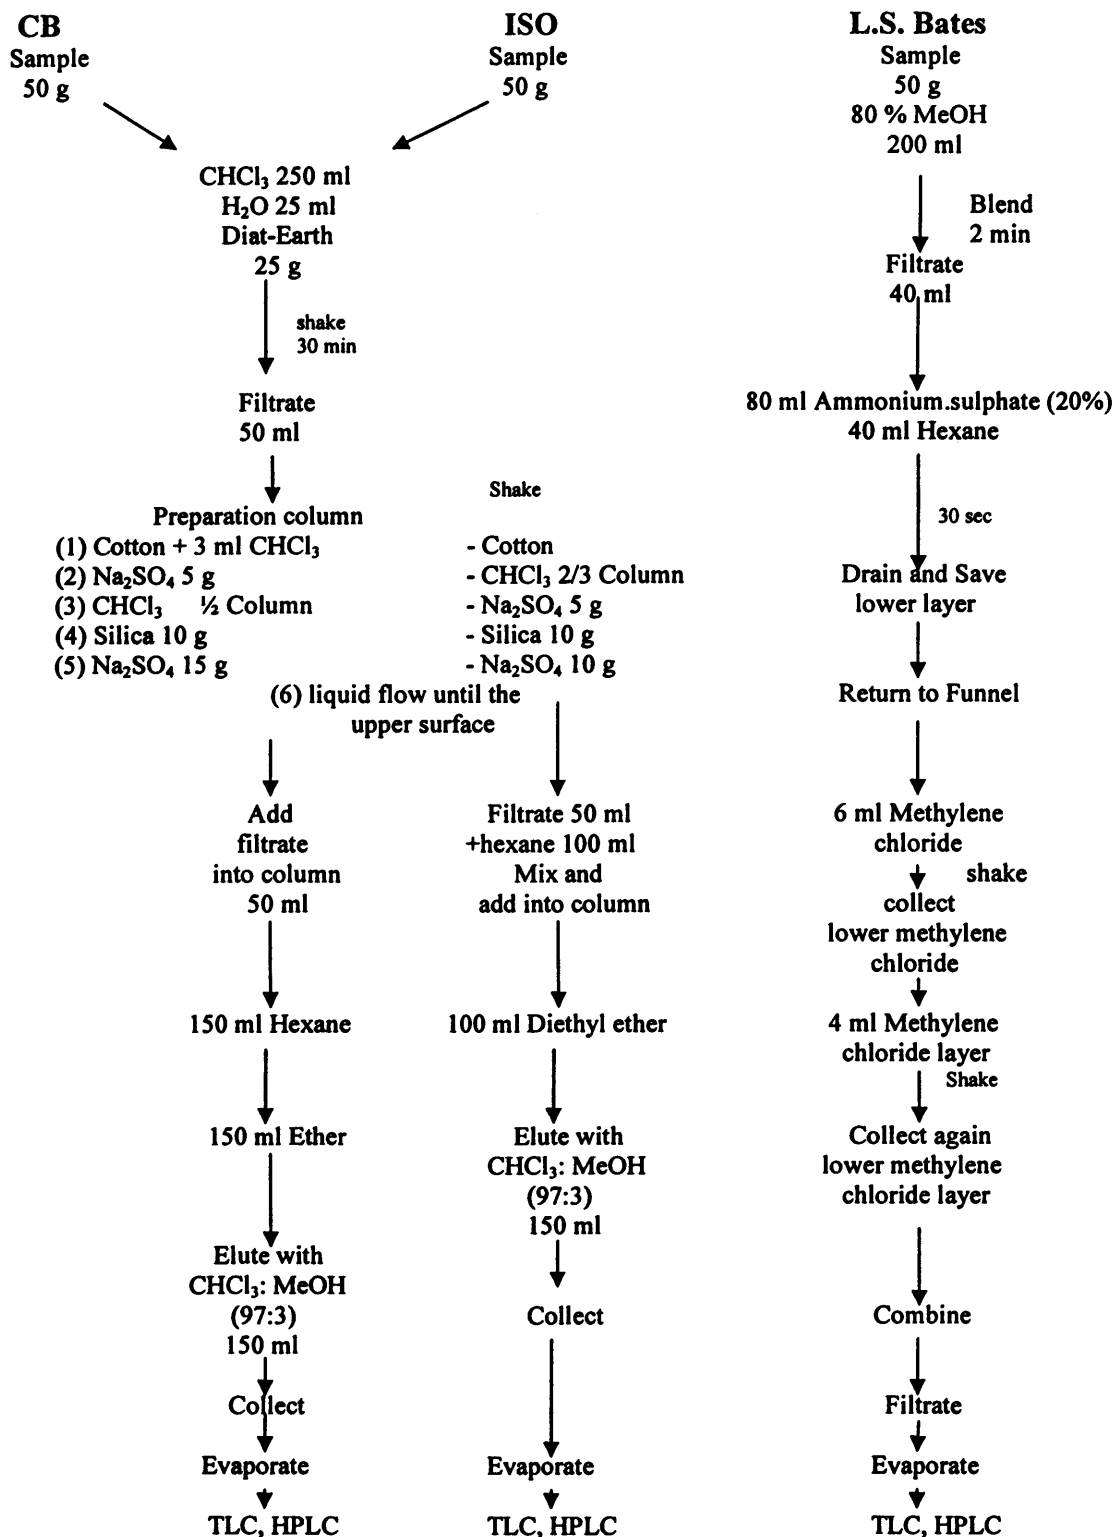 CB
Sample
50 g
ISO
Sample
50 g
CHCl₃ 250 ml
H₂O 25 ml
Diat-Earth
25 g
shake
30 min
Filtrate
50 ml
Preparation column
(1) Cotton + 3 ml CHCl₃
(2) Na₂SO₄ 5 g
(3) CHCl₃ ½ Column
(4) Silica 10 g
(5) Na₂SO₄ 15 g
Shake
- Cotton
- CHCl₃ 2/3 Column
- Na₂SO₄ 5 g
- Silica 10 g
- Na₂SO₄ 10 g
(6) liquid flow until the
upper surface
Add
filtrate
into column
50 ml
150 ml Hexane
150 ml Ether
Elute with
CHCl₃: MeOH
(97:3)
150 ml
Collect
Evaporate
TLC, HPLC
Filtrate 50 ml
+hexane 100 ml
Mix and
add into column
100 ml Diethyl ether
Elute with
CHCl₃: MeOH
(97:3)
150 ml
Collect
Evaporate
TLC, HPLC
L.S. Bates
Sample
50 g
80 % MeOH
200 ml
Blend
2 min
Filtrate
40 ml
80 ml Ammonium.sulphate (20%)
40 ml Hexane
30 sec
Drain and Save
lower layer
Return to Funnel
6 ml Methylene
chloride
shake
collect
lower methylene
chloride
4 ml Methylene
chloride layer
Shake
Collect again
lower methylene
chloride layer
Combine
Filtrate
Evaporate
TLC, HPLC